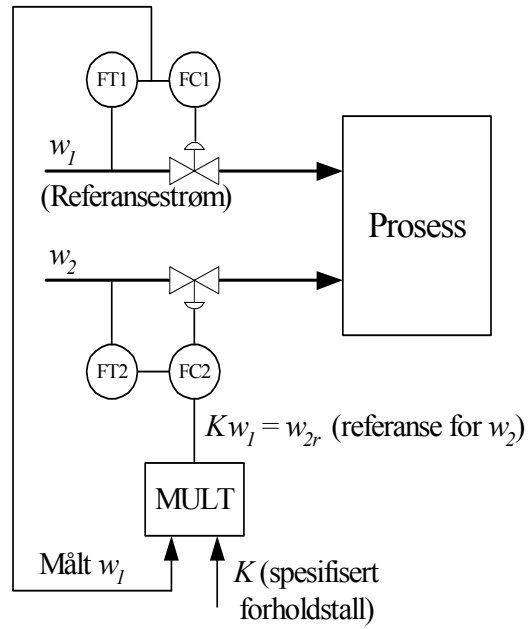 FT1 FC1
w1
(Referansestrøm)
Prosess
w2
FT2 FC2
Kw1 = w2r (referanse for w2)
MULT
Målt w1
K (spesifisert
forholdstall)